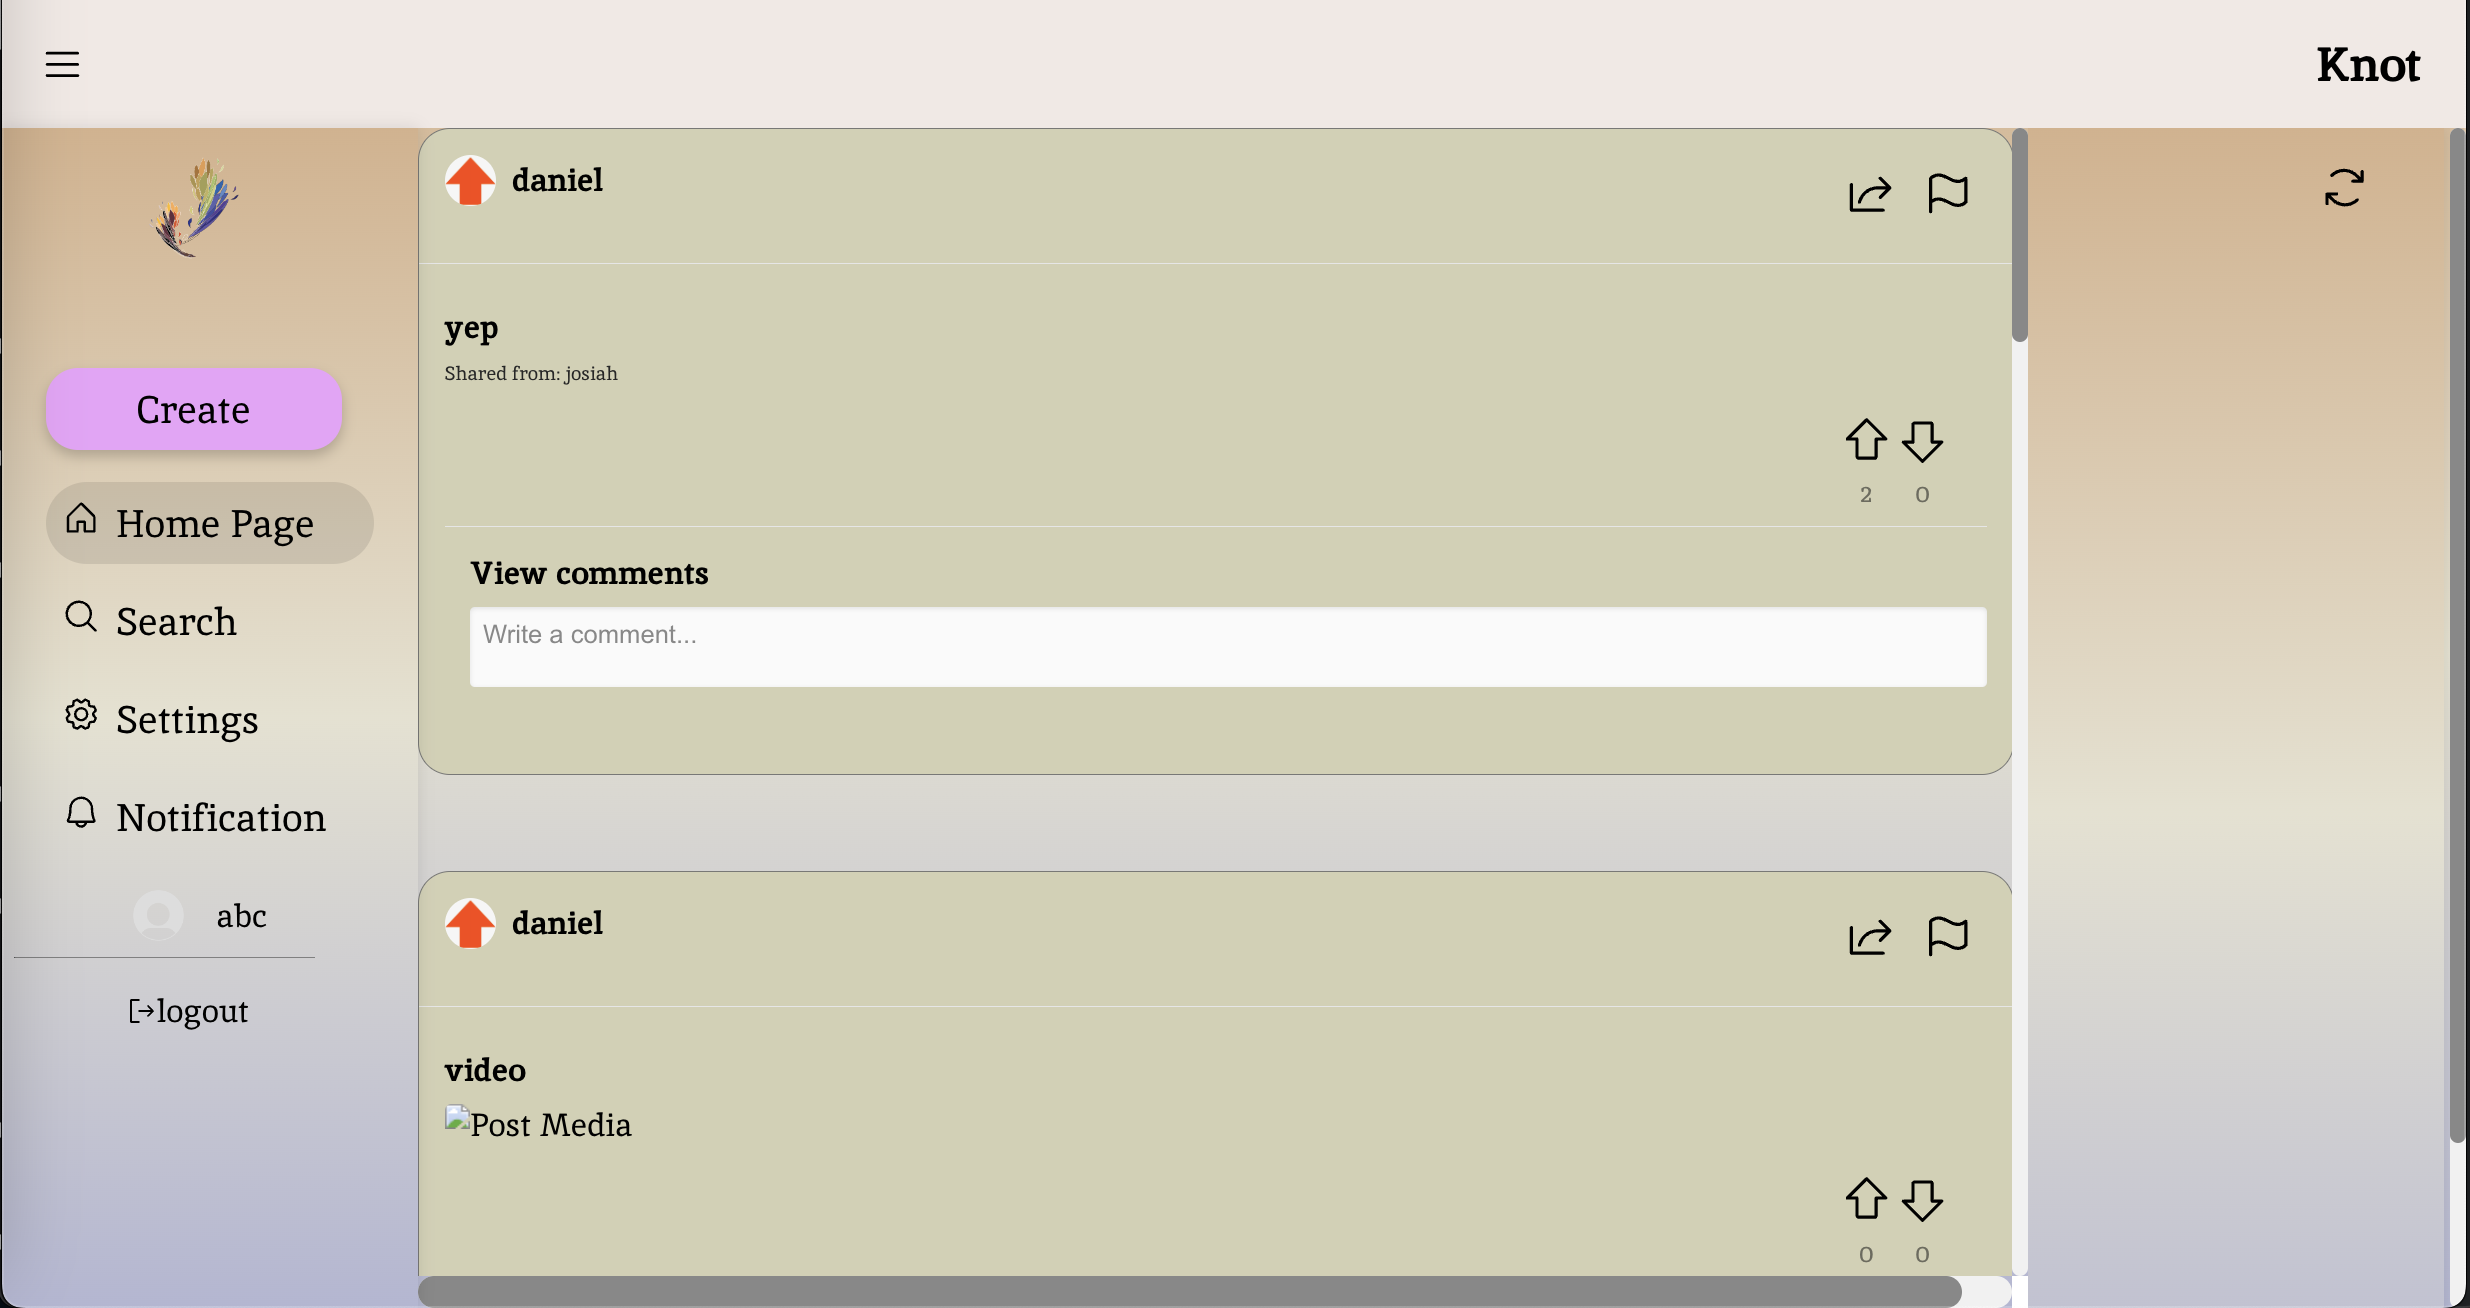 Knot
Create
Home Page
Search
Settings
Notification
abc
logout
daniel
yep
Shared from: josiah
2 0
View comments
Write a comment...
daniel
video
Post Media
0 0